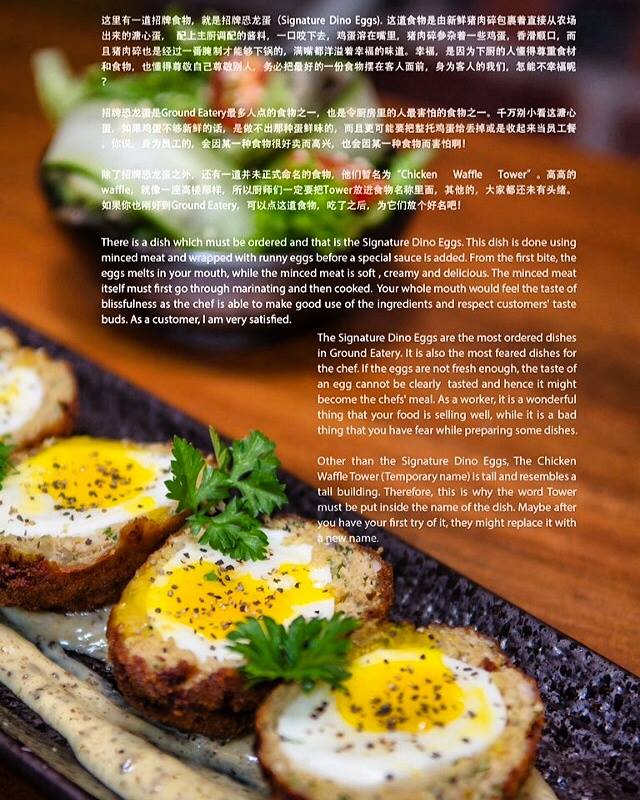 这里有一道招牌食物，就是招牌恐龙蛋（Signature Dino Eggs). 这道食物是由新鲜猪肉碎包裹着直接从农场
出来的溏心蛋， 配上主厨调配的酱料，一口咬下去，鸡蛋溶在嘴里，猪肉碎参杂着一些鸡蛋，香滑顺口，而
且猪肉碎也是经过一番腌制才能够下锅的，满嘴都洋溢着幸福的味道。幸福，是因为下厨的人懂得尊重食材
和食物，也懂得尊敬自己尊敬别人，务必把最好的一份食物摆在客人面前，身为客人的我们，怎能不幸福呢
？
招牌恐龙蛋是Ground Eatery最多人点的食物之一，也是令厨房里的人最害怕的食物之一。千万别小看这溏心
蛋，如果鸡蛋不够新鲜的话，是做不出那种蛋鲜味的，而且更可能要把整托鸡蛋给丢掉或是收起来当员工餐
。你说，身为员工的，会因某一种食物很好卖而高兴，也会因某一种食物而害怕啊！
除了招牌恐龙蛋之外，还有一道并未正式命名的食物，他们暂名为“Chicken Waffle Tower”。高高的
waffle，就像一座高楼那样，所以厨师们一定要把Tower放进食物名称里面，其他的，大家都还未有头绪。
如果你也刚好到Ground Eatery，可以点这道食物，吃了之后，为它们放个好名吧！
There is a dish which must be ordered and that is the Signature Dino Eggs. This dish is done using
minced meat and wrapped with runny eggs before a special sauce is added. From the first bite, the
eggs melts in your mouth, while the minced meat is soft , creamy and delicious. The minced meat
itself must first go through marinating and then cooked. Your whole mouth would feel the taste of
blissfulness as the chef is able to make good use of the ingredients and respect customers' taste
buds. As a customer, I am very satisfied.
The Signature Dino Eggs are the most ordered dishes
in Ground Eatery. It is also the most feared dishes for
the chef. If the eggs are not fresh enough, the taste of
an egg cannot be clearly tasted and hence it might
become the chefs' meal. As a worker, it is a wonderful
thing that your food is selling well, while it is a bad
thing that you have fear while preparing some dishes.
Other than the Signature Dino Eggs, The Chicken
Waffle Tower (Temporary name) is tall and resembles a
tall building. Therefore, this is why the word Tower
must be put inside the name of the dish. Maybe after
you have your first try of it, they might replace it with
a new name.